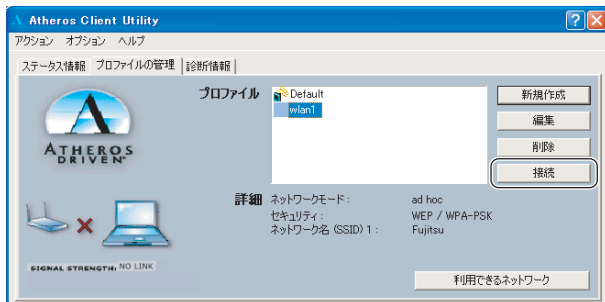 Atheros Client Utility
アクション オプション ヘルプ
ステータス情報 プロファイルの管理 診断情報
プロファイル
Default
wlan1
新規作成
編集
削除
接続
ATHEROS
DRIVEN
詳細
ネットワークモード : ad hoc
セキュリティ : WEP / WPA-PSK
ネットワーク名 (SSID) 1 : Fujitsu
SIGNAL STRENGTH: NO LINK
利用できるネットワーク